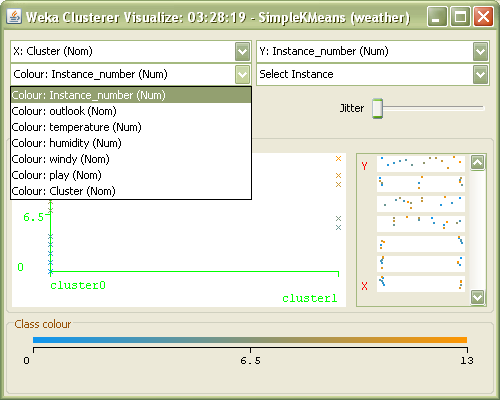 Weka Clusterer Visualize: 03:28:19 - SimpleKMeans (weather)
X: Cluster (Nom)
Y: Instance_number (Num)
Colour: Instance_number (Num)
Select Instance
Colour: Instance_number (Num)
Colour: outlook (Nom)
Colour: temperature (Num)
Colour: humidity (Num)
Colour: windy (Nom)
Colour: play (Nom)
Colour: Cluster (Nom)
Jitter
Y
6.5
0
cluster0
cluster1
X
Class colour
0
6.5
13